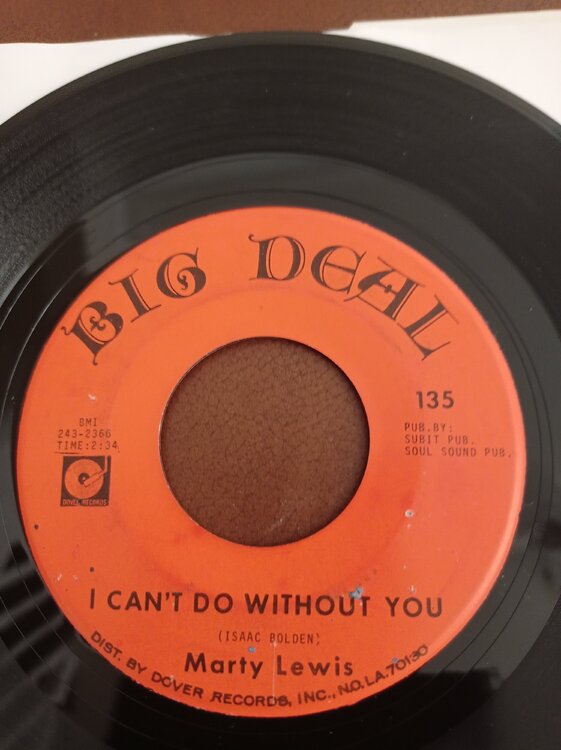 BIG DEAL
135
BMI
243-2366
TIME:2:34
PUB.BY:
SUBIT PUB.
SOUL SOUND PUB.
DOVER RECORDS
I CAN'T DO WITHOUT YOU
(ISAAC BOLDEN)
Marty Lewis
DIST. BY DOVER RECORDS, INC., N.O. LA. 70130